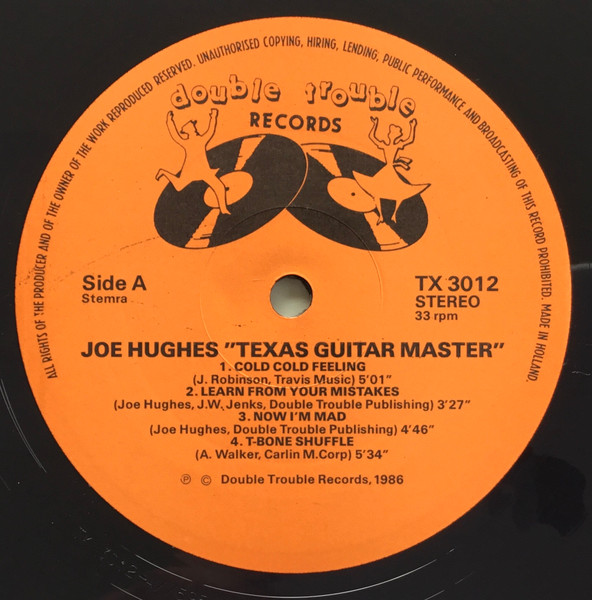 ALL RIGHTS OF THE PRODUCER AND OF THE OWNER OF THE WORK REPRODUCED RESERVED. UNAUTHORISED COPYING, HIRING, LENDING, PUBLIC PERFORMANCE AND BROADCASTING OF THIS RECORD PROHIBITED. MADE IN HOLLAND.
double trouble
RECORDS
Side A
Stemra
TX 3012
STEREO
33 rpm
JOE HUGHES "TEXAS GUITAR MASTER"
1. COLD COLD FEELING
(J. Robinson, Travis Music) 5'01"
2. LEARN FROM YOUR MISTAKES
(Joe Hughes, J.W. Jenks, Double Trouble Publishing) 3'27"
3. NOW I'M MAD
(Joe Hughes, Double Trouble Publishing) 4'46"
4. T-BONE SHUFFLE
(A. Walker, Carlin M.Corp) 5'34"
℗ © Double Trouble Records, 1986